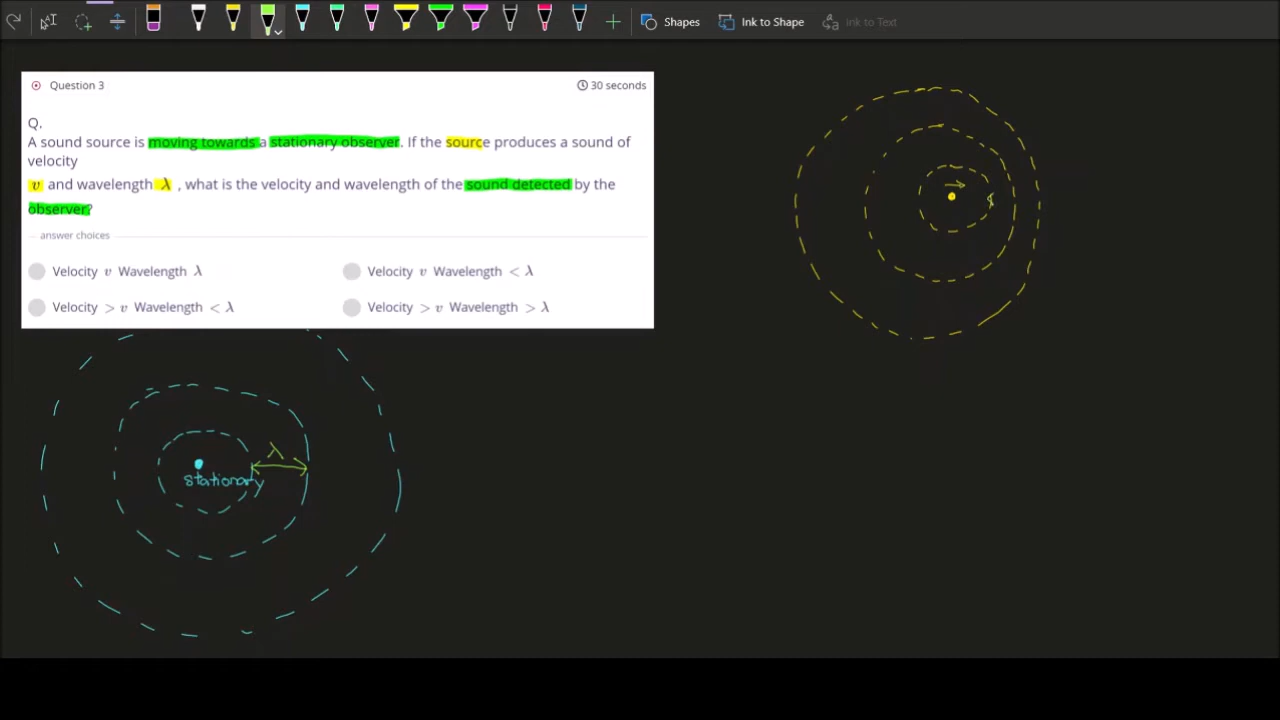 Shapes
Ink to Shape
Ink to Text
Question 3
30 seconds
Q.
A sound source is moving towards a stationary observer. If the source produces a sound of
velocity
v and wavelength λ , what is the velocity and wavelength of the sound detected by the
observer?
answer choices
Velocity v Wavelength λ
Velocity v Wavelength < λ
Velocity > v Wavelength < λ
Velocity > v Wavelength > λ
λ
stationary